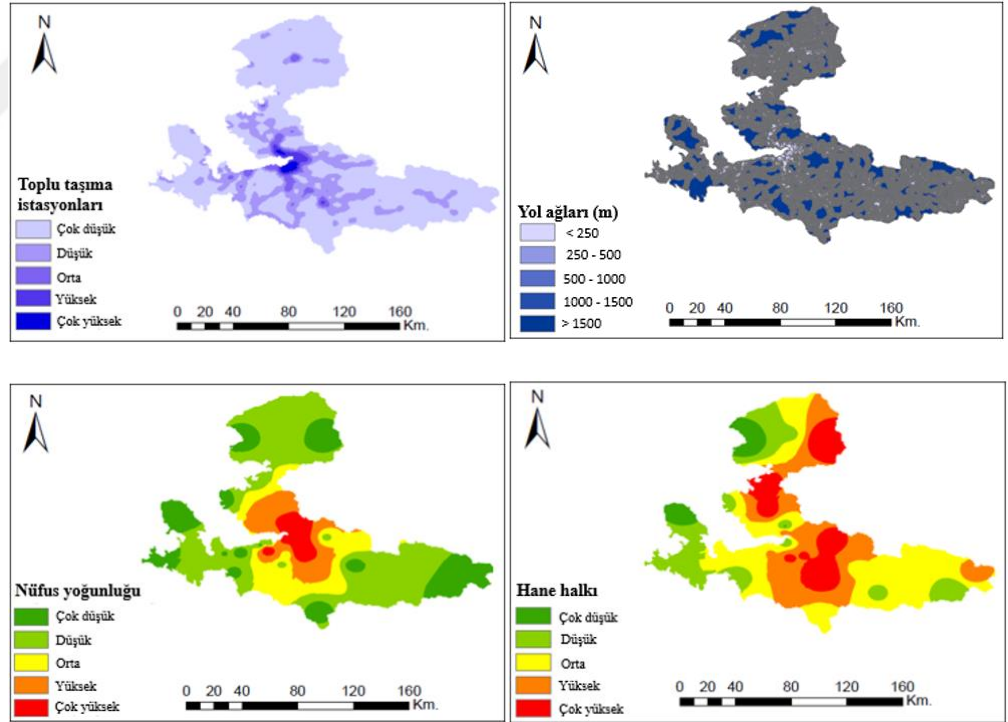 N
Toplu taşıma
istasyonları
Çok düşük
Düşük
Orta
Yüksek
Çok yüksek
0 20 40 80 120 160
Km.
N
Yol ağları (m)
< 250
250 - 500
500 - 1000
1000 - 1500
> 1500
0 20 40 80 120 160
Km.
N
Nüfus yoğunluğu
Çok düşük
Düşük
Orta
Yüksek
Çok yüksek
0 20 40 80 120 160
Km.
N
Hane halkı
Çok düşük
Düşük
Orta
Yüksek
Çok yüksek
0 20 40 80 120 160
Km.